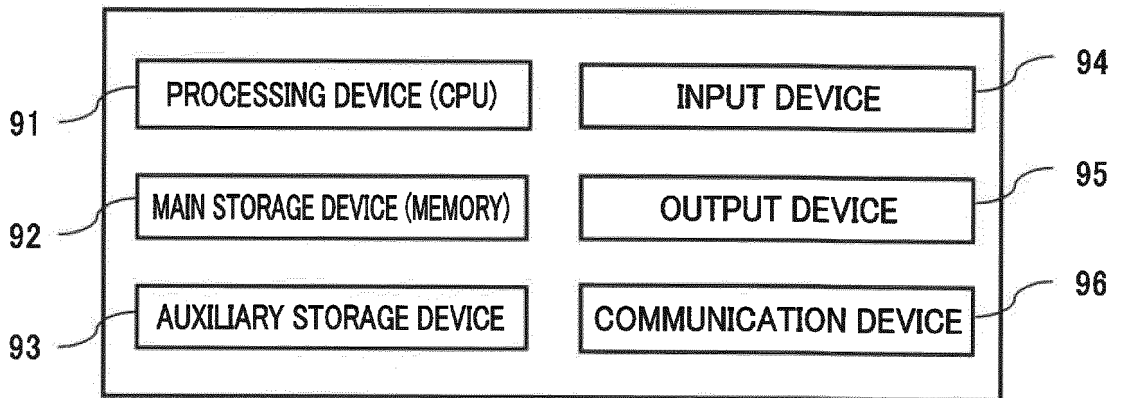 91
PROCESSING DEVICE (CPU)
INPUT DEVICE
94
92
MAIN STORAGE DEVICE (MEMORY)
OUTPUT DEVICE
95
93
AUXILIARY STORAGE DEVICE
COMMUNICATION DEVICE
96